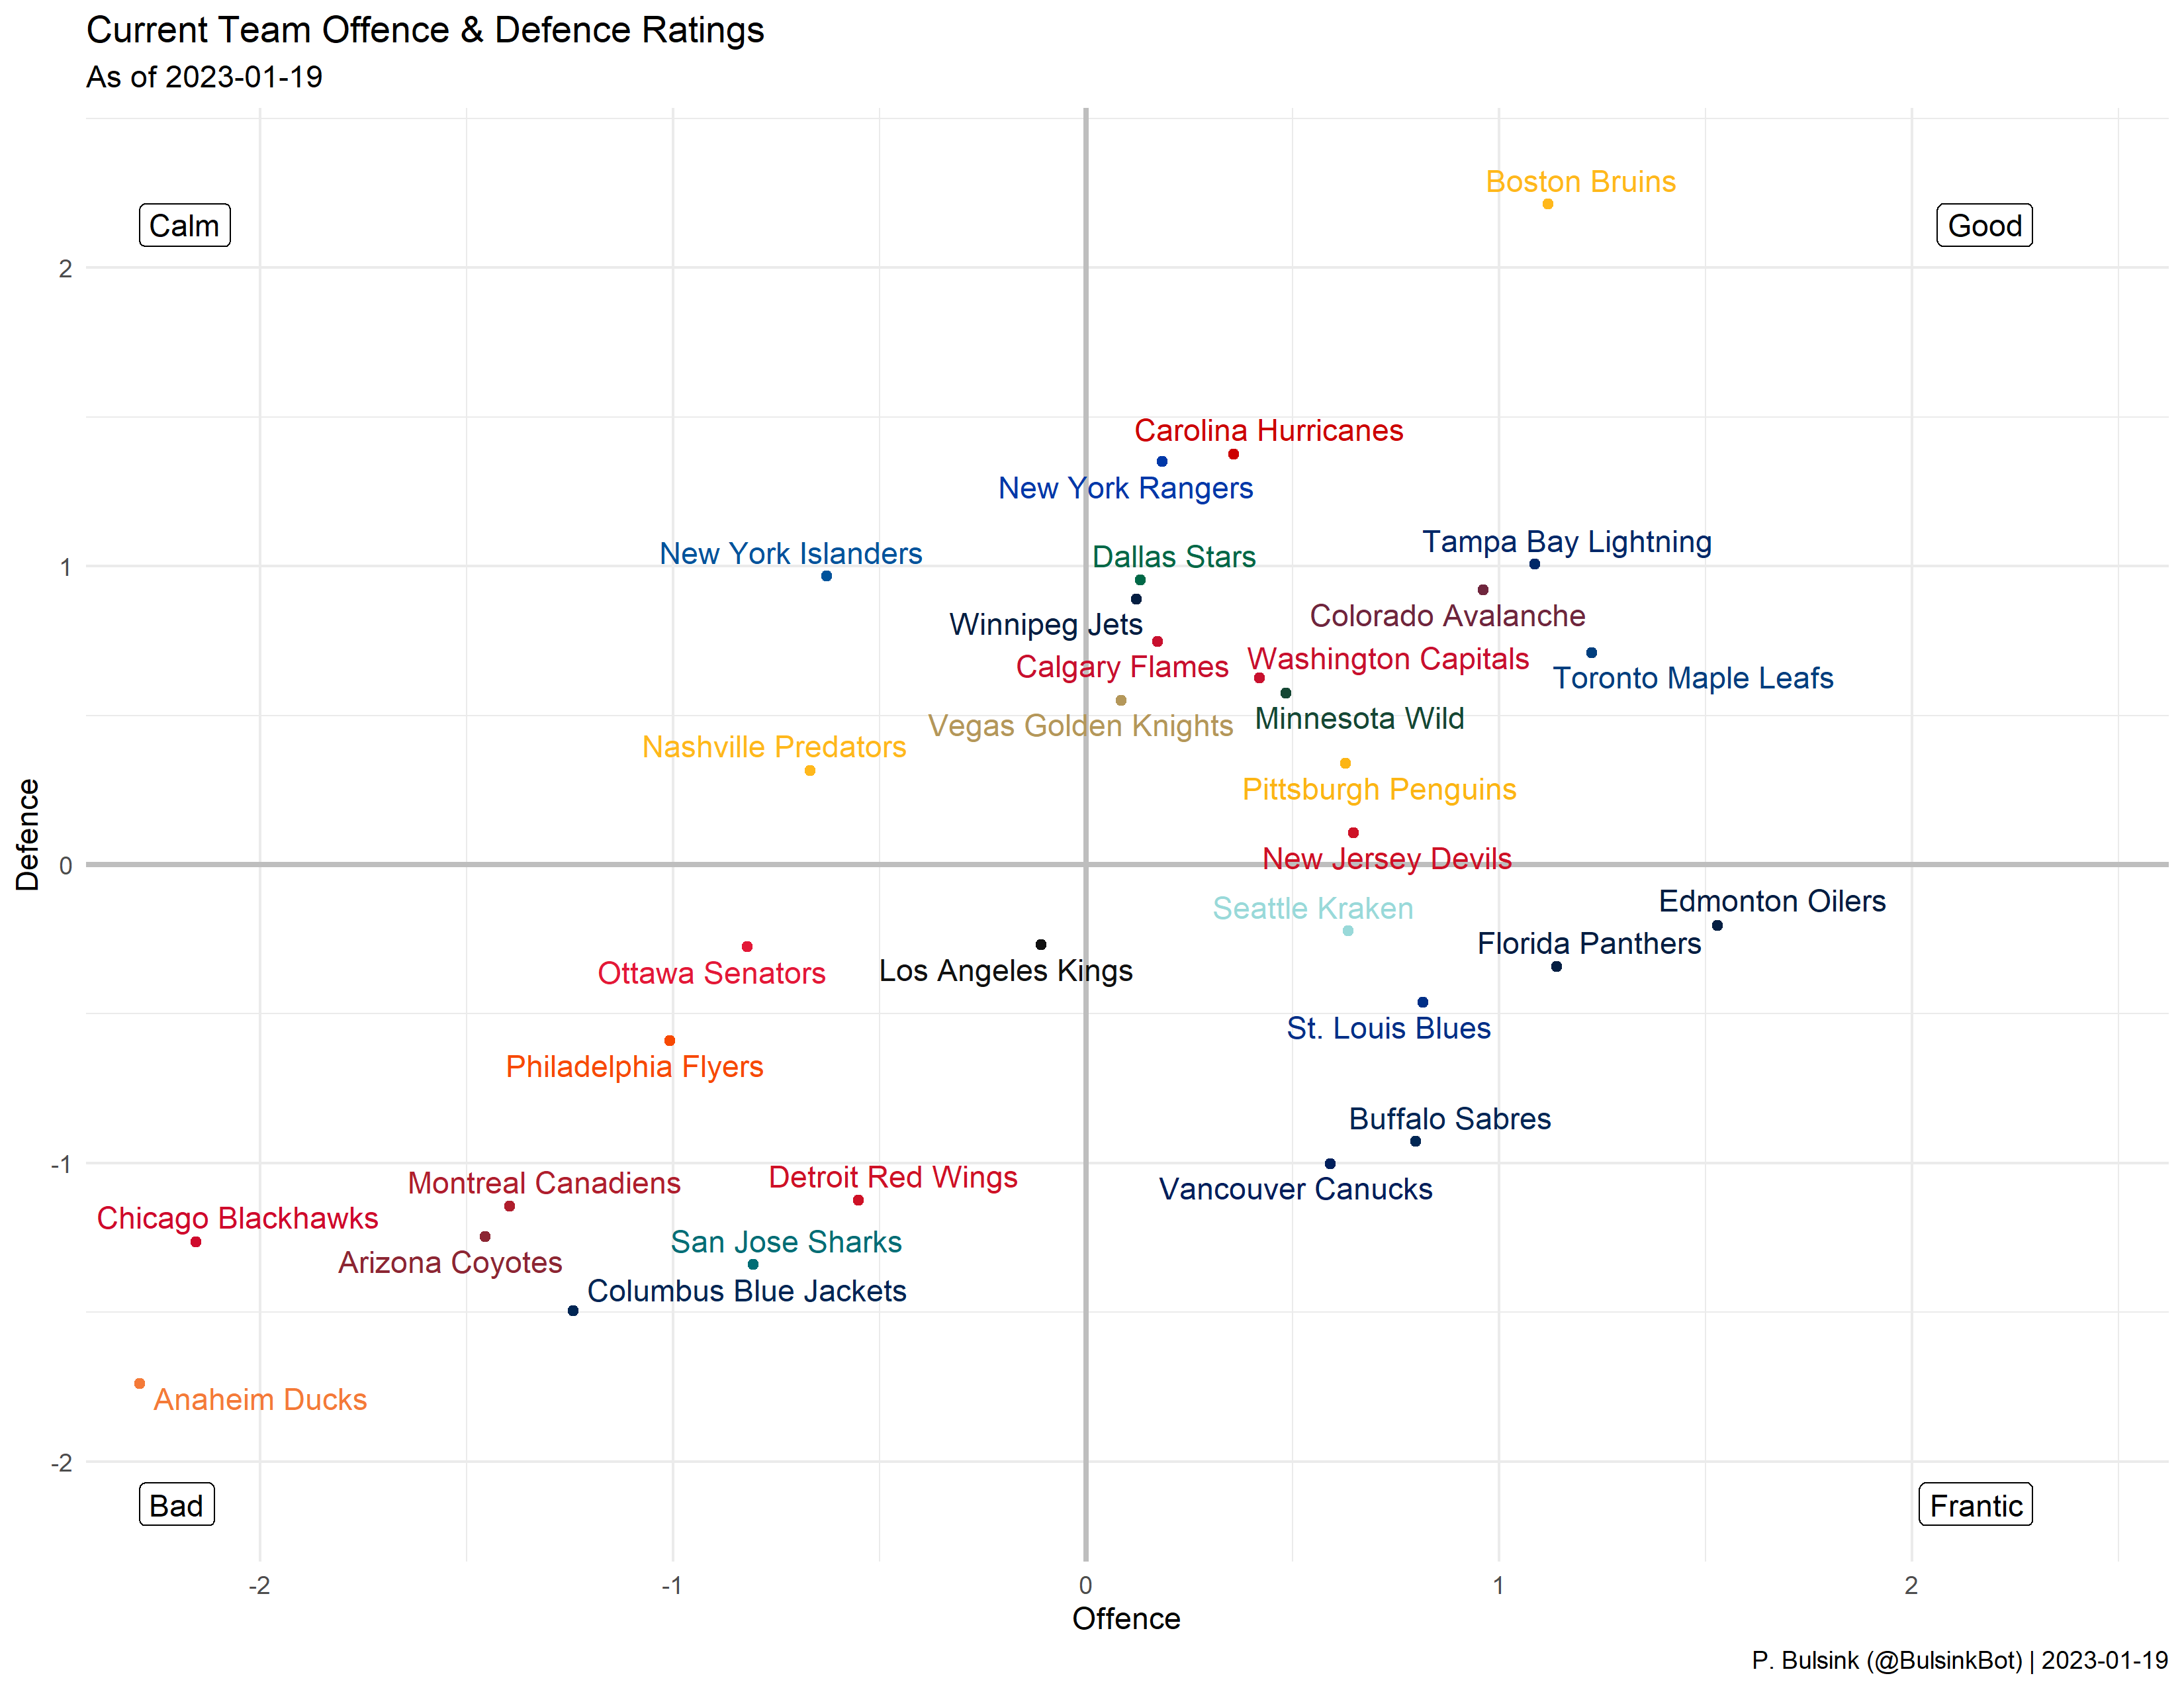 Current Team Offence & Defence Ratings
As of 2023-01-19
Boston Bruins
Calm
Good
2
Carolina Hurricanes
New York Rangers
Tampa Bay Lightning
New York Islanders
Dallas Stars
1
Colorado Avalanche
Winnipeg Jets
Washington Capitals
Calgary Flames
Toronto Maple Leafs
Minnesota Wild
Vegas Golden Knights
Nashville Predators
Pittsburgh Penguins
Defence
New Jersey Devils
0
Edmonton Oilers
Seattle Kraken
Florida Panthers
Los Angeles Kings
Ottawa Senators
St. Louis Blues
Philadelphia Flyers
Buffalo Sabres
-1
Detroit Red Wings
Montreal Canadiens
Vancouver Canucks
Chicago Blackhawks
San Jose Sharks
Arizona Coyotes
Columbus Blue Jackets
Anaheim Ducks
-2
Bad
Frantic
-2
-1
0
1
2
Offence
P. Bulsink (@BulsinkBot) | 2023-01-19